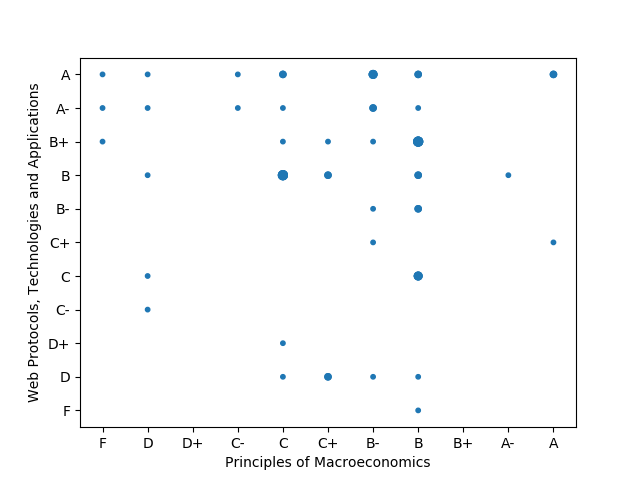 Web Protocols, Technologies and Applications
A
A-
B+
B
B-
C+
C
C-
D+
D
F
F D D+ C- C C+ B- B B+ A- A
Principles of Macroeconomics